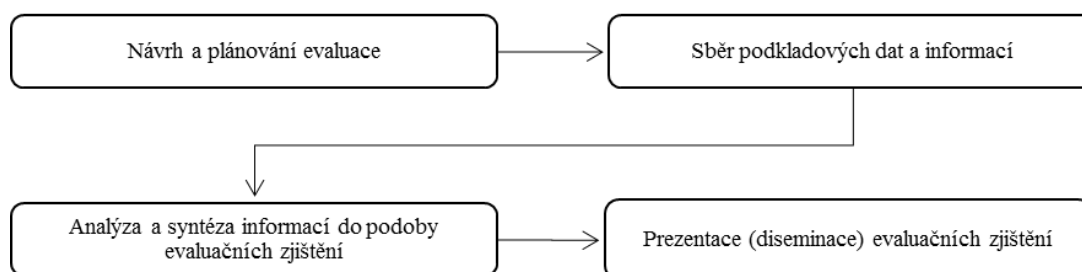 Návrh a plánování evaluace
Sběr podkladových dat a informací
Analýza a syntéza informací do podoby
evaluačních zjištění
Prezentace (diseminace) evaluačních zjištění